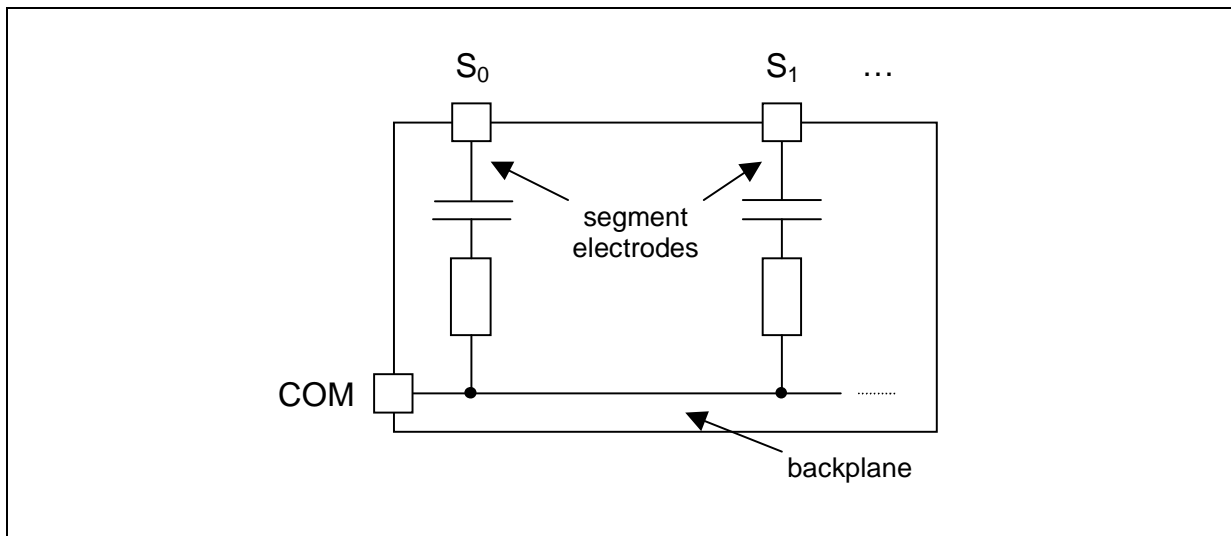 S₀ S₁ ...
segment
electrodes
COM
backplane